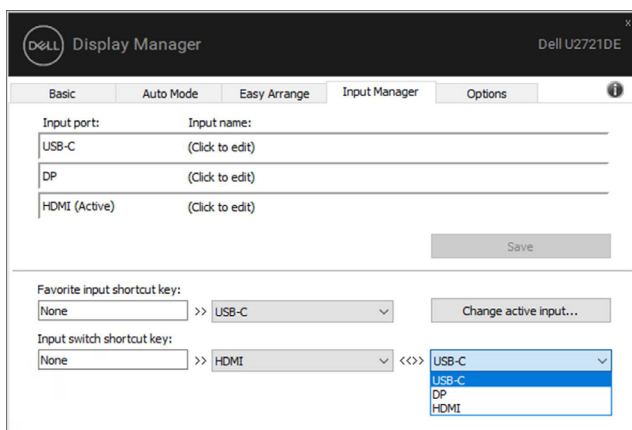 x
DELL Display Manager Dell U2721DE
Basic Auto Mode Easy Arrange Input Manager Options i
Input port: Input name:
USB-C (Click to edit)
DP (Click to edit)
HDMI (Active) (Click to edit)
Save
Favorite input shortcut key:
None >> USB-C Change active input...
Input switch shortcut key:
None >> HDMI <<>> USB-C
USB-C
DP
HDMI